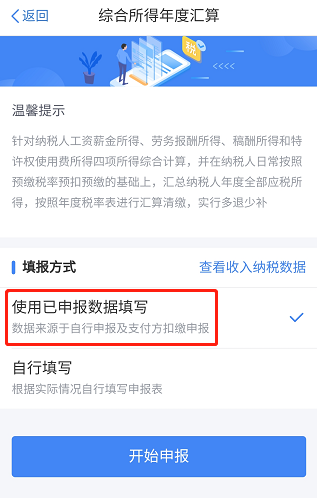 返回 综合所得年度汇算
税
温馨提示
针对纳税人工资薪金所得、劳务报酬所得、稿酬所得和特
许权使用费所得四项所得综合计算，并在纳税人日常按照
预缴税率预扣预缴的基础上，汇总纳税人年度全部应税所
得，按照年度税率表进行汇算清缴，实行多退少补
填报方式 查看收入纳税数据
使用已申报数据填写
数据来源于自行申报及支付方扣缴申报
自行填写
根据实际情况自行填写申报表
开始申报